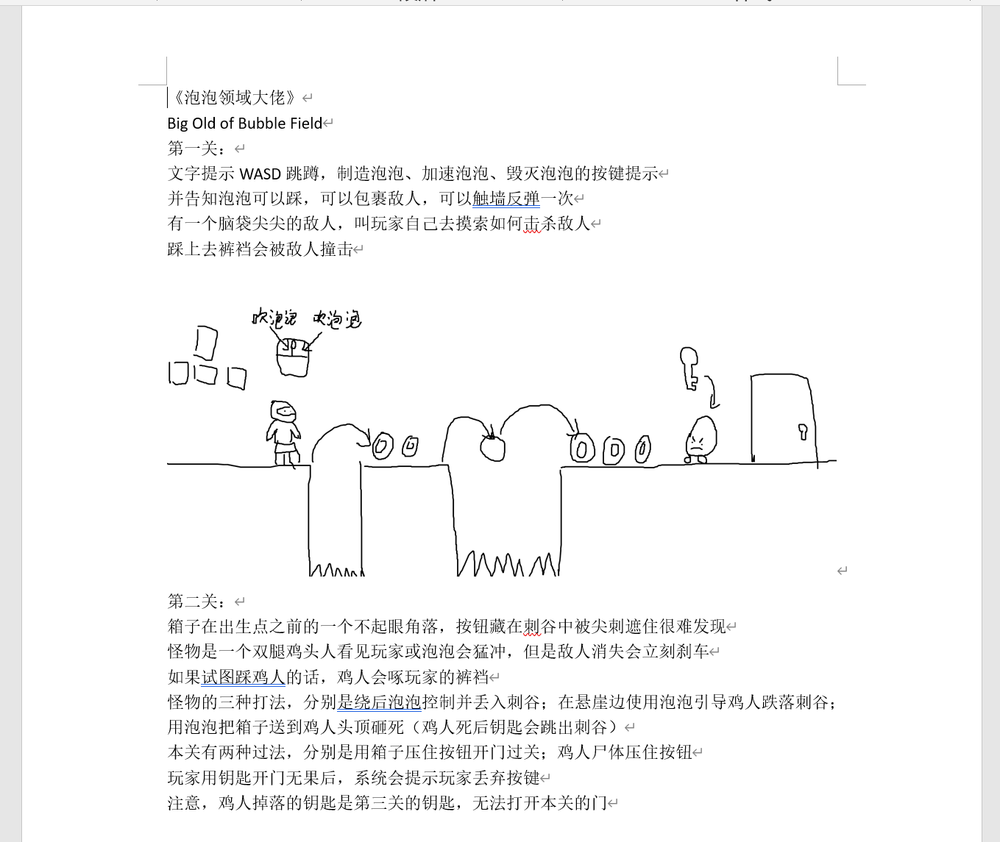 《泡泡领域大佬》
Big Old of Bubble Field
第一关：
文字提示 WASD 跳蹲，制造泡泡、加速泡泡、毁灭泡泡的按键提示
并告知泡泡可以踩，可以包裹敌人，可以触墙反弹一次
有一个脑袋尖尖的敌人，叫玩家自己去摸索如何击杀敌人
踩上去裤裆会被敌人撞击
吹泡泡 吹泡泡
第二关：
箱子在出生点之前的一个不起眼角落，按钮藏在刺谷中被尖刺遮住很难发现
怪物是一个双腿鸡头人看见玩家或泡泡会猛冲，但是敌人消失会立刻刹车
如果试图踩鸡人的话，鸡人会啄玩家的裤裆
怪物的三种打法，分别是绕后泡泡控制并丢入刺谷；在悬崖边使用泡泡引导鸡人跌落刺谷；
用泡泡把箱子送到鸡人头顶砸死（鸡人死后钥匙会跳出刺谷）
本关有两种过法，分别是用箱子压住按钮开门过关；鸡人尸体压住按钮
玩家用钥匙开门无果后，系统会提示玩家丢弃按键
注意，鸡人掉落的钥匙是第三关的钥匙，无法打开本关的门